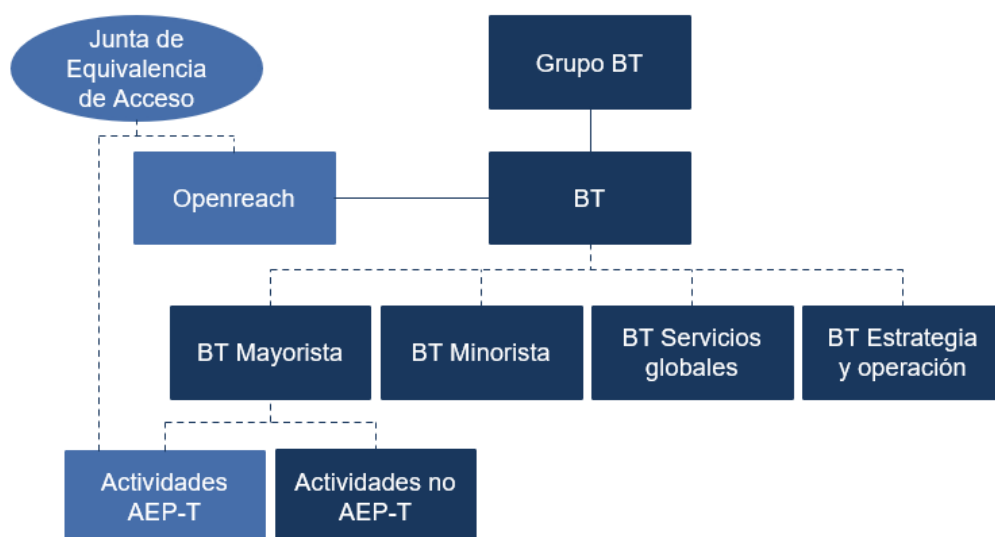 Junta de
Equivalencia
de Acceso
Grupo BT
Openreach
BT
BT Mayorista
BT Minorista
BT Servicios
globales
BT Estrategia
y operación
Actividades
AEP-T
Actividades no
AEP-T